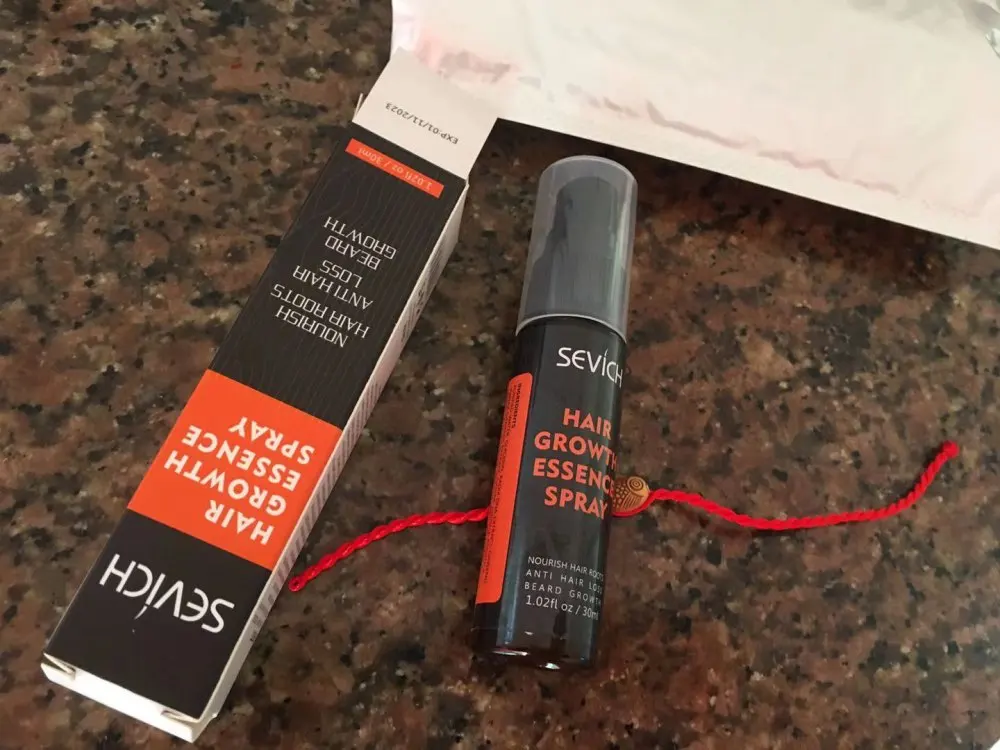 EXP:01/11/2023
1.02fl oz / 30ml
NOURISH
HAIR ROOTS
ANTI HAIR
LOSS
BEARD
GROWTH
HAIR
GROWTH
ESSENCE
SPRAY
SEVICH
SEVICH
HAIR
GROWTH
ESSENCE
SPRAY
NOURISH HAIR ROOTS
ANTI HAIR LOSS
BEARD GROWTH
1.02fl oz / 30ml
INGREDIENTS